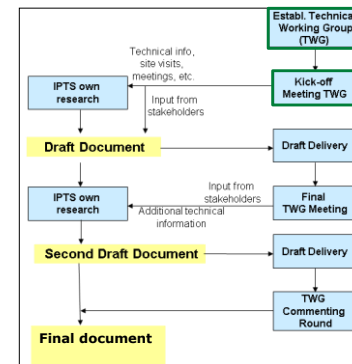 Establ. Technical
Working Group
(TWG)
Technical info,
site visits,
meetings, etc.
Kick-off
Meeting TWG
IPTS own
research
Input from
stakeholders
Draft Document
Draft Delivery
Input from
stakeholders
IPTS own
research
Final
TWG Meeting
Additional technical
information
Second Draft Document
Draft Delivery
TWG
Commenting
Round
Final document